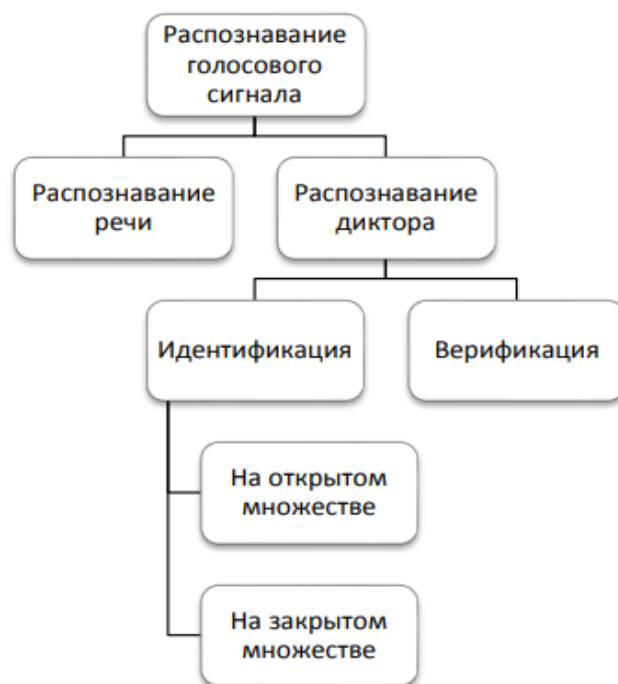 Распознавание
голосового
сигнала
Распознавание
речи
Распознавание
диктора
Идентификация
Верификация
На открытом
множестве
На закрытом
множестве